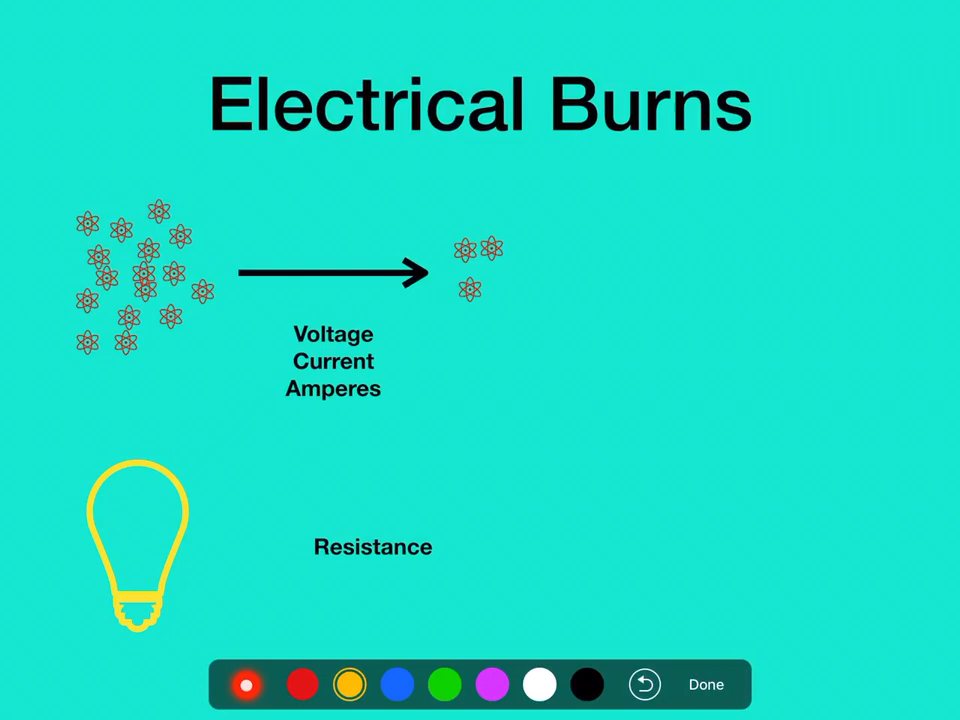 Electrical Burns
Voltage
Current
Amperes
Resistance
Done